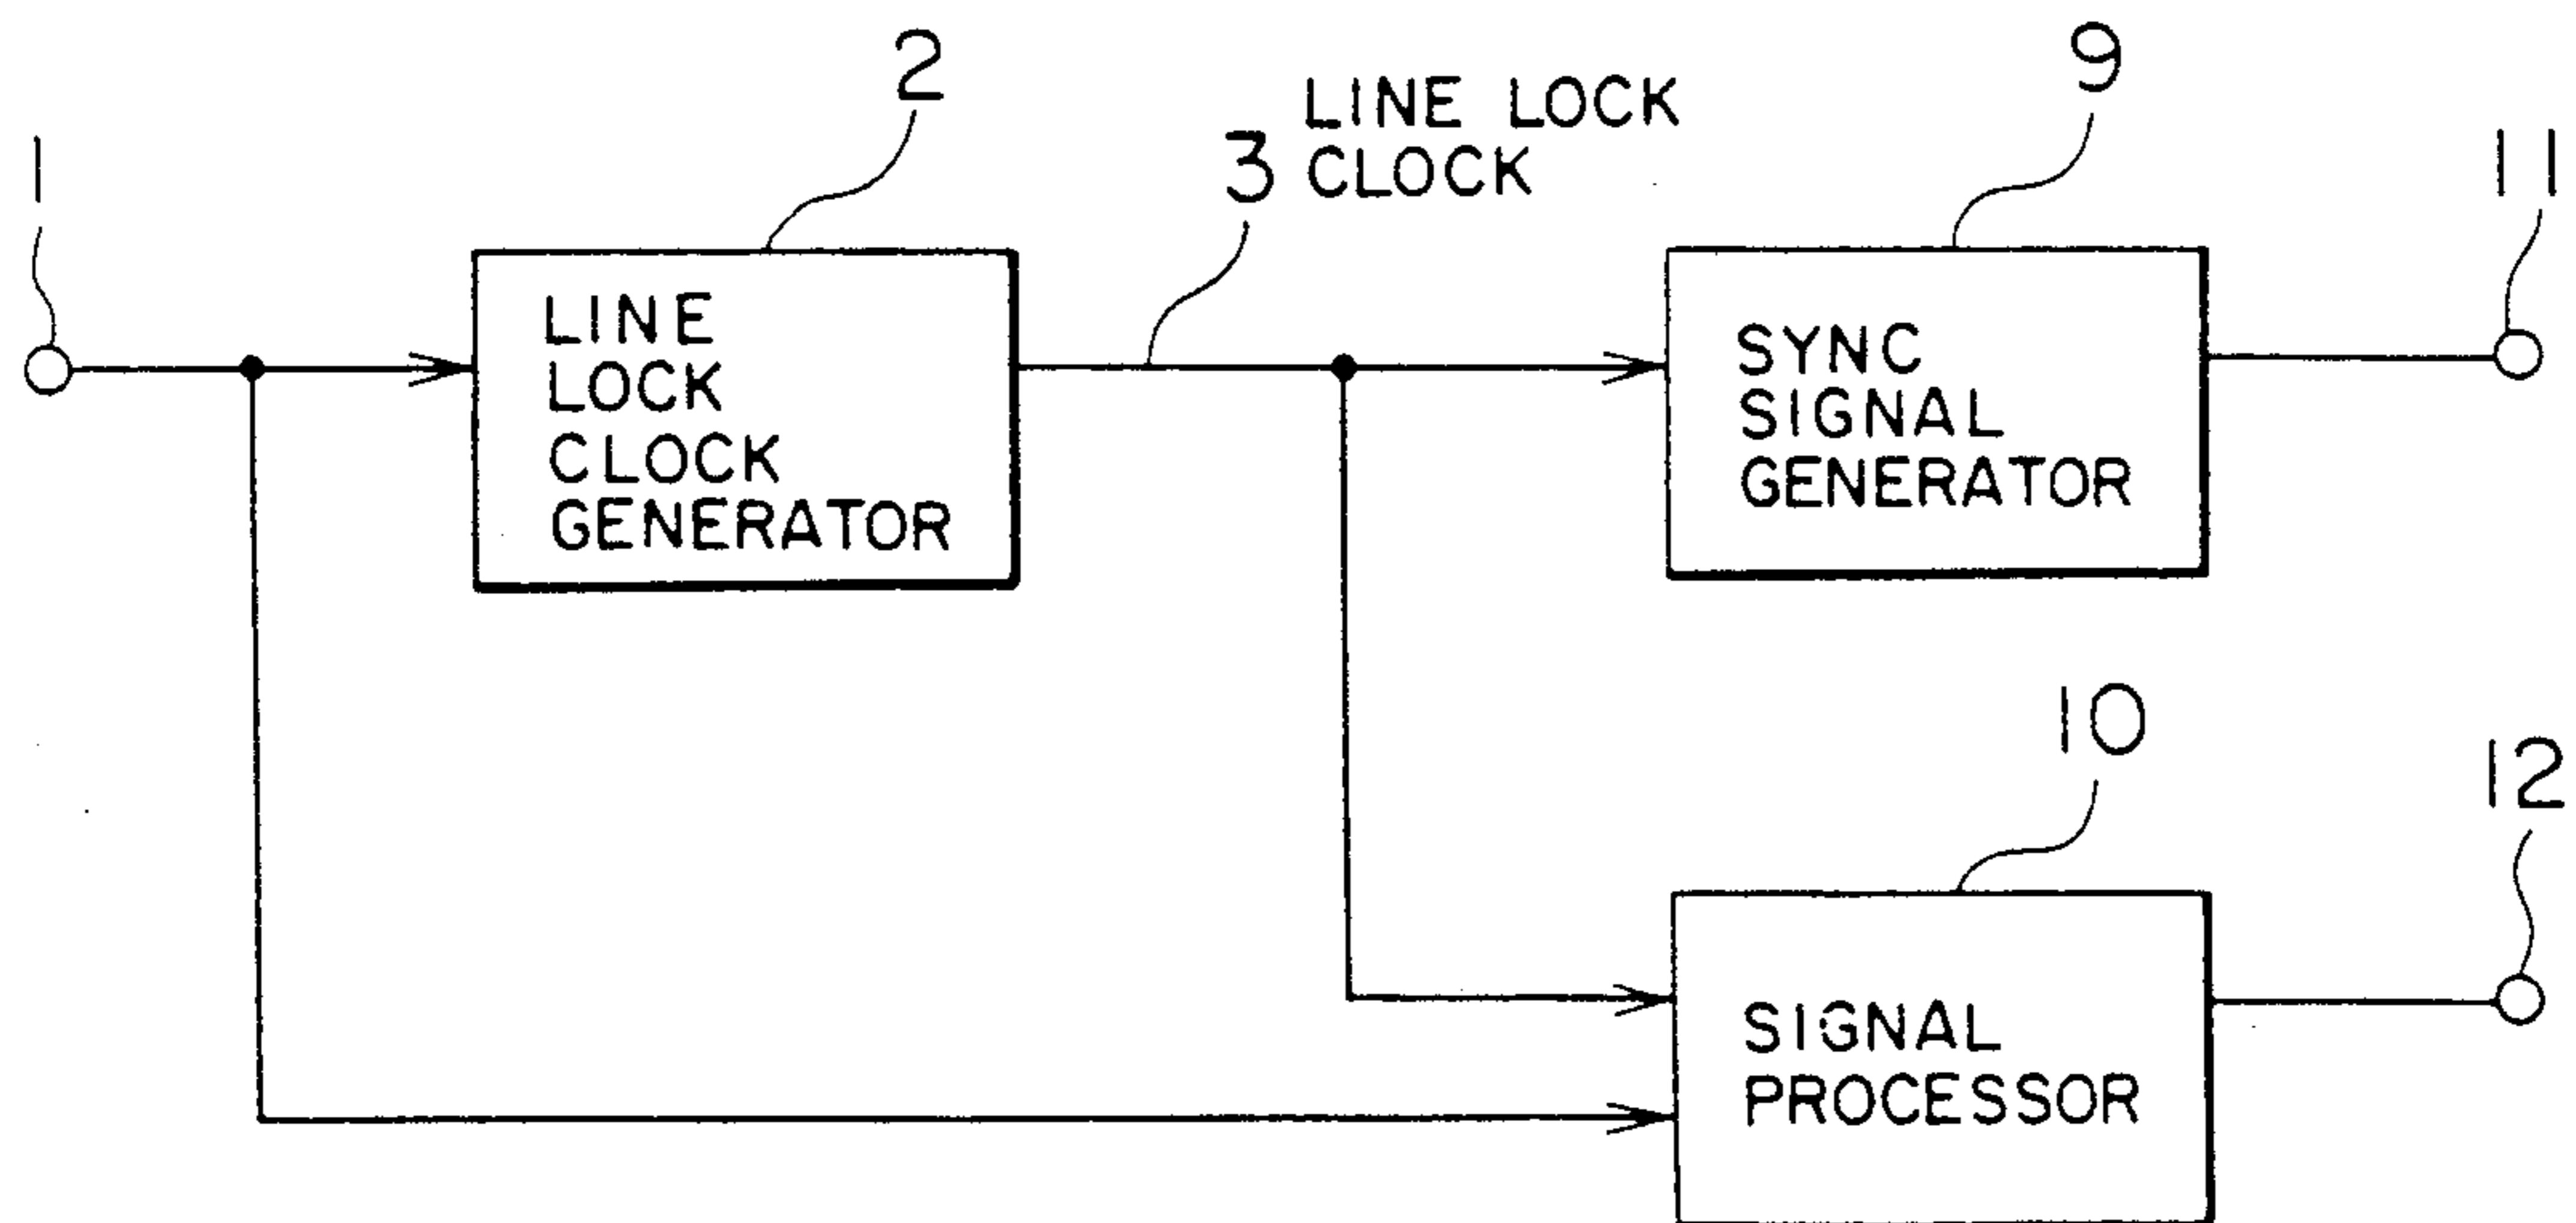 1
2
3 LINE LOCK
CLOCK
9
11
LINE
LOCK
CLOCK
GENERATOR
SYNC
SIGNAL
GENERATOR
10
12
SIGNAL
PROCESSOR